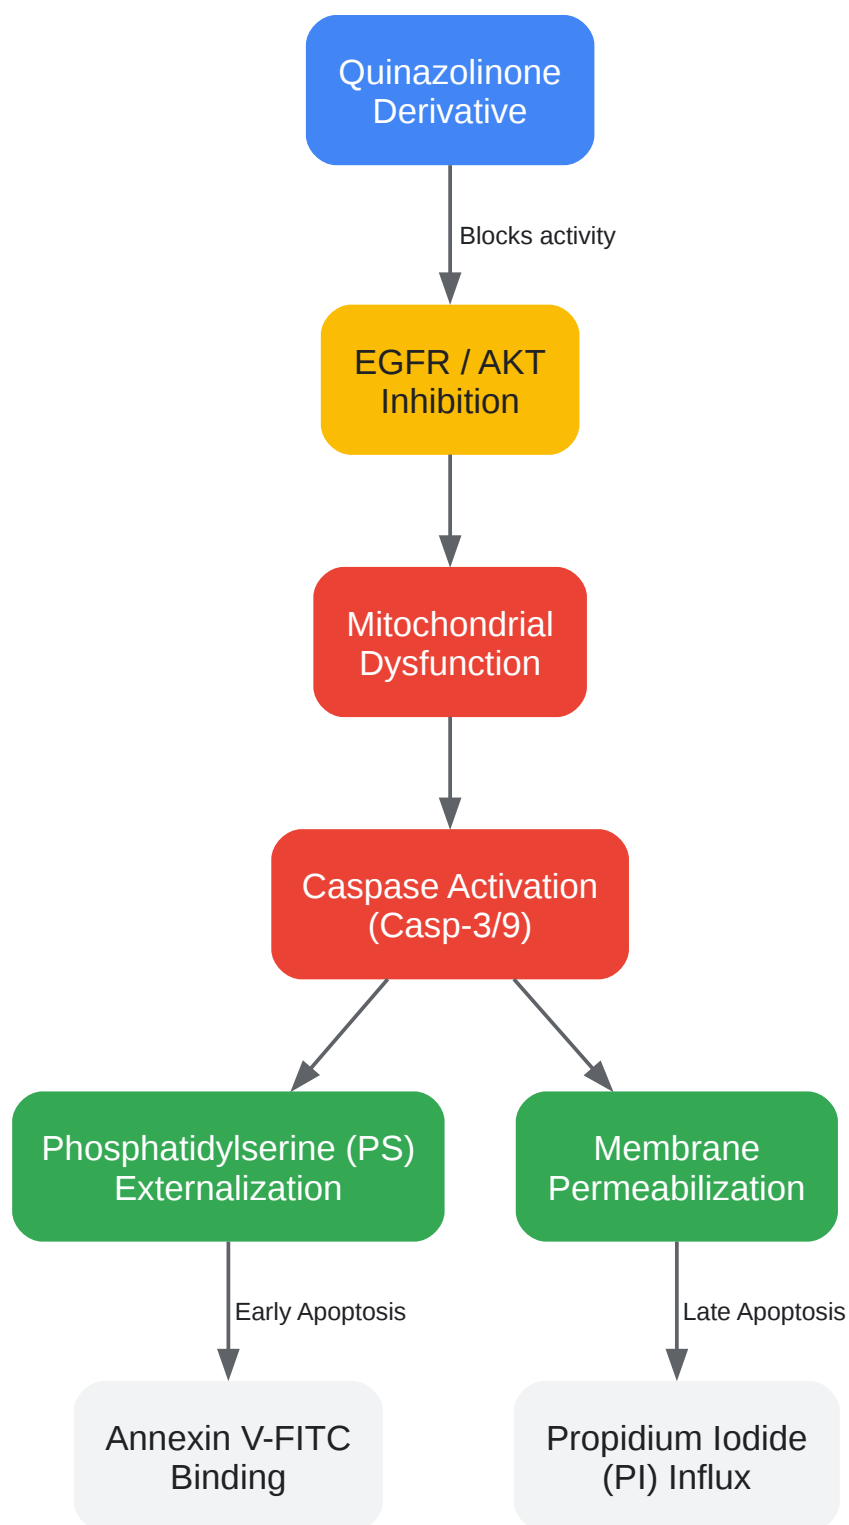 Quinazolinone
Derivative
Blocks activity
EGFR / AKT
Inhibition
Mitochondrial
Dysfunction
Caspase Activation
(Casp-3/9)
Phosphatidylserine (PS)
Externalization
Membrane
Permeabilization
Early Apoptosis
Late Apoptosis
Annexin V-FITC
Binding
Propidium Iodide
(PI) Influx